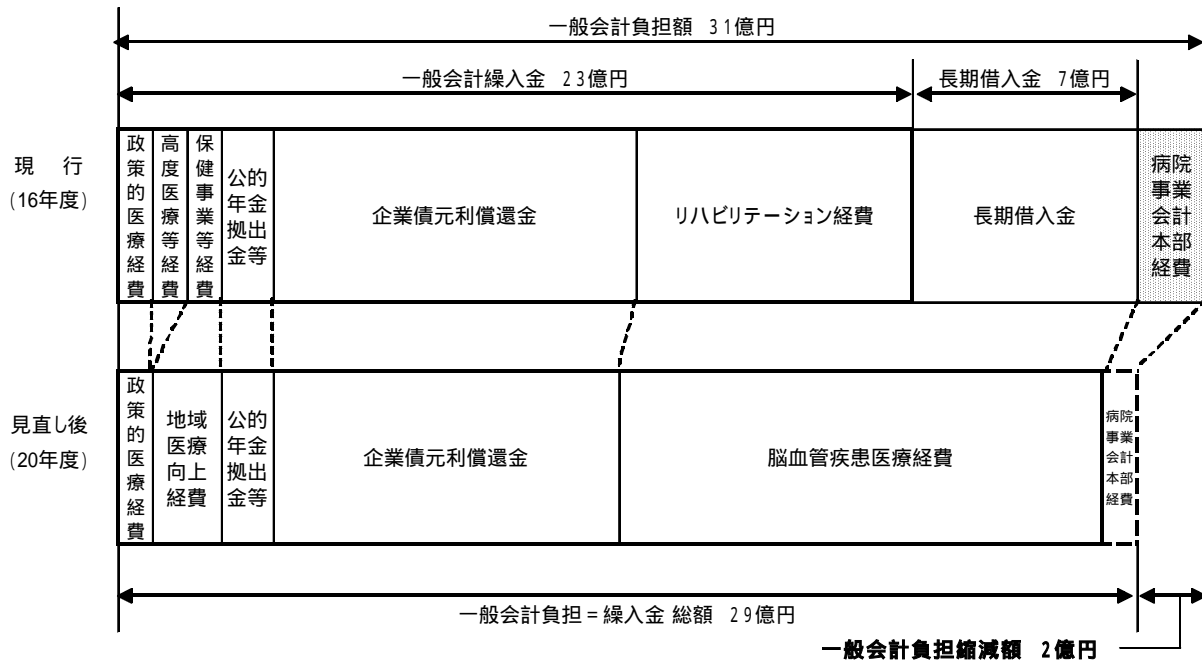 一般会計負担額 31億円
一般会計繰入金 23億円
長期借入金 7億円
現 行
(16年度)
政策的医療経費
高度医療等経費
保健事業等経費
公的
年金
拠出
金等
企業債元利償還金
リハビリテーション経費
長期借入金
病院
事業
会計
本部
経費
見直し後
(20年度)
政策的医療経費
地域
医療
向上
経費
公的
年金
拠出
金等
企業債元利償還金
脳血管疾患医療経費
病院
事業
会計
本部
経費
一般会計負担=繰入金 総額 29億円
一般会計負担縮減額 2億円